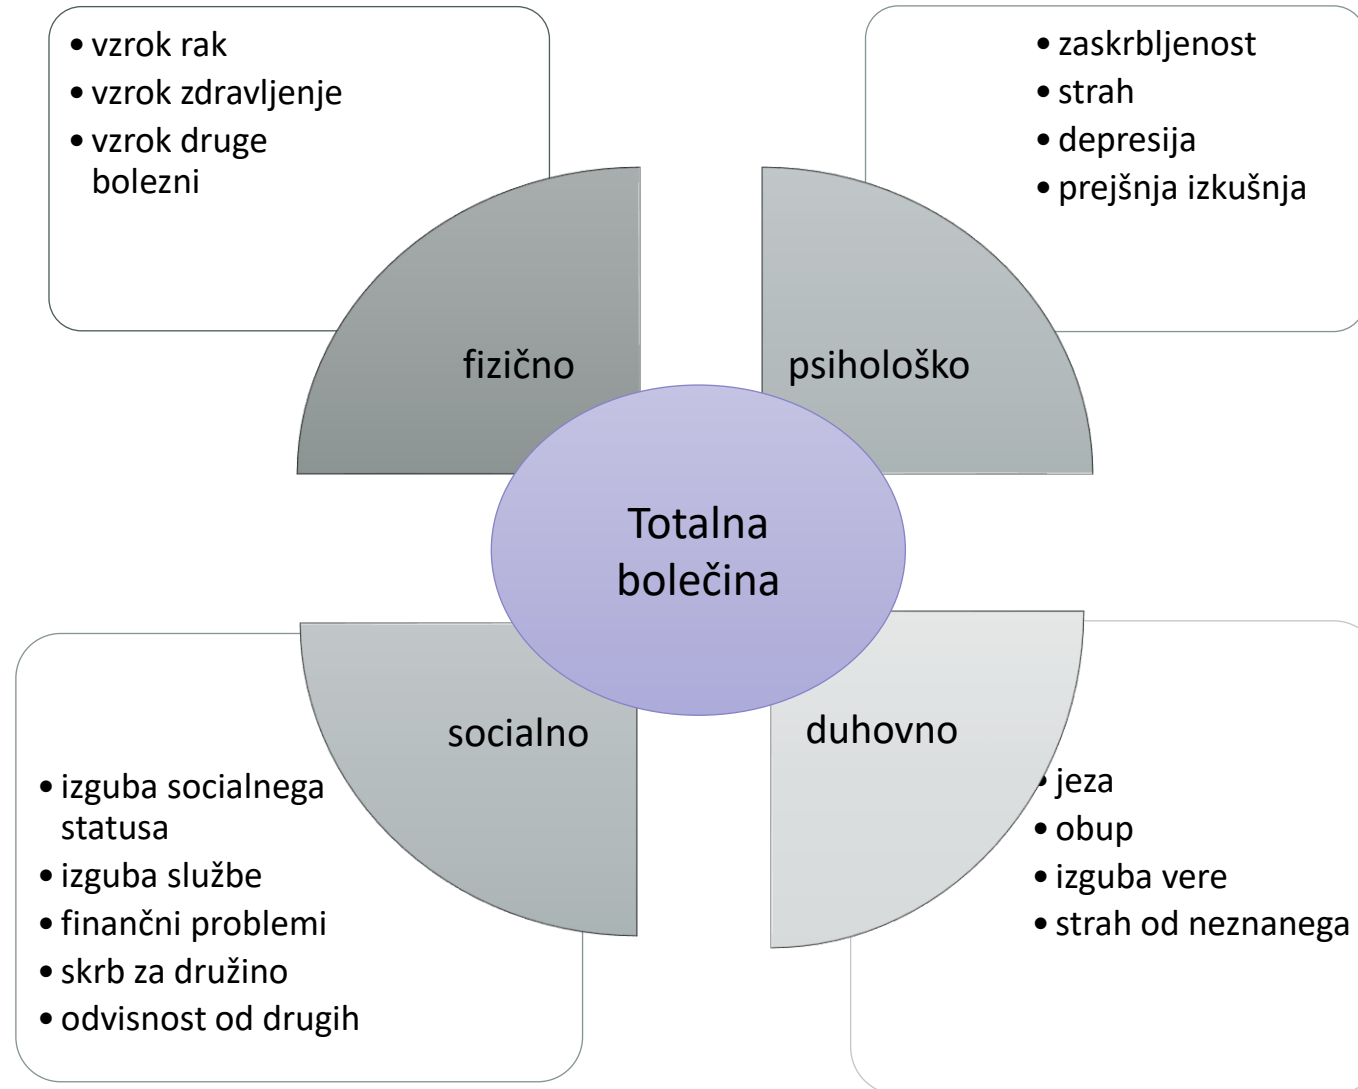 • vzrok rak
• vzrok zdravljenje
• vzrok druge
bolezni
• zaskrbljenost
• strah
• depresija
• prejšnja izkušnja
fizično
psihološko
Totalna
bolečina
socialno
duhovno
• izguba socialnega
statusa
• izguba službe
• finančni problemi
• skrb za družino
• odvisnost od drugih
• jeza
• obup
• izguba vere
• strah od neznanega